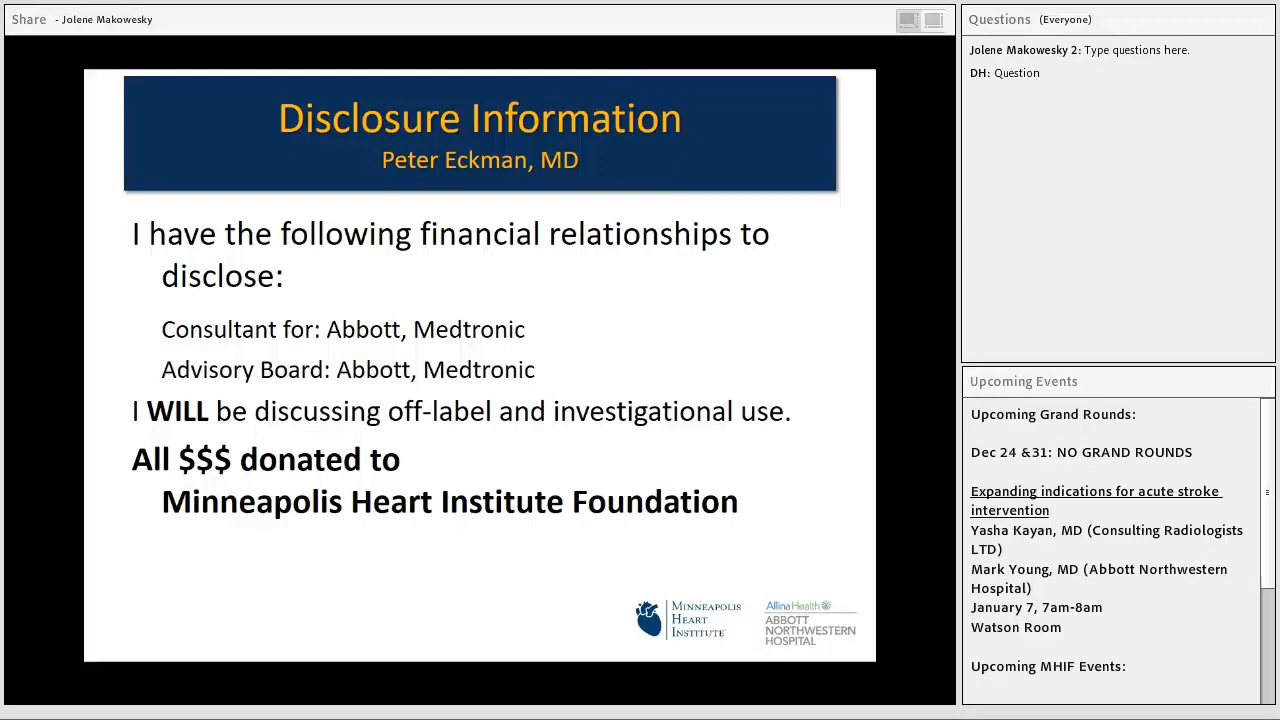 Share - Jolene Makowesky
Disclosure Information
Peter Eckman, MD
I have the following financial relationships to
disclose:
Consultant for: Abbott, Medtronic
Advisory Board: Abbott, Medtronic
I WILL be discussing off-label and investigational use.
All $$$ donated to
Minneapolis Heart Institute Foundation
MINNEAPOLIS
HEART
INSTITUTE
AllinaHealth
ABBOTT
NORTHWESTERN
HOSPITAL
Questions (Everyone)
Jolene Makowesky 2: Type questions here.
DH: Question
Upcoming Events
Upcoming Grand Rounds:
Dec 24 &31: NO GRAND ROUNDS
Expanding indications for acute stroke
intervention
Yasha Kayan, MD (Consulting Radiologists
LTD)
Mark Young, MD (Abbott Northwestern
Hospital)
January 7, 7am-8am
Watson Room
Upcoming MHIF Events: